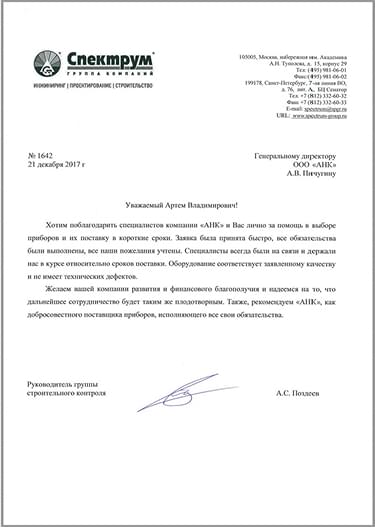 Спектрум®
ГРУППА КОМПАНИЙ
ИНЖИНИРИНГ | ПРОЕКТИРОВАНИЕ | СТРОИТЕЛЬСТВО
105005, Москва, набережная им. Академика
А.Н. Туполева, д. 15, корпус 29
Тел: (495) 981-06-01
Факс: (495) 981-06-02
199178, Санкт-Петербург, 7-ая линия ВО,
д. 76, лит. А, БЦ Сенатор
Тел. +7 (812) 332-60-32
Факс +7 (812) 332-60-33
E-mail: spectrum@spgr.ru
URL: www.spectrum-group.ru
№ 1642
21 декабря 2017 г
Генеральному директору
ООО «АНК»
А.В. Пичугину
Уважаемый Артем Владимирович!
Хотим поблагодарить специалистов компании «АНК» и Вас лично за помощь в выборе
приборов и их поставку в короткие сроки. Заявка была принята быстро, все обязательства
были выполнены, все наши пожелания учтены. Специалисты всегда были на связи и держали
нас в курсе относительно сроков поставки. Оборудование соответствует заявленному качеству
и не имеет технических дефектов.
Желаем вашей компании развития и финансового благополучия и надеемся на то, что
дальнейшее сотрудничество будет таким же плодотворным. Также, рекомендуем «АНК», как
добросовестного поставщика приборов, исполняющего все свои обязательства.
Руководитель группы
строительного контроля
А.С. Поздеев